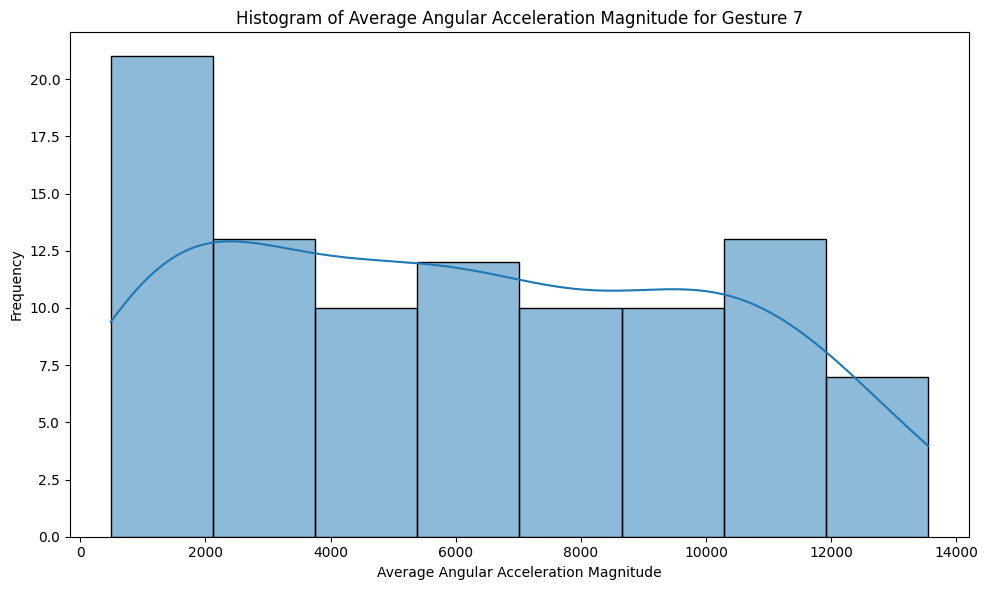 Histogram of Average Angular Acceleration Magnitude for Gesture 7
Frequency
20.0
17.5
15.0
12.5
10.0
7.5
5.0
2.5
0.0
0 2000 4000 6000 8000 10000 12000 14000
Average Angular Acceleration Magnitude